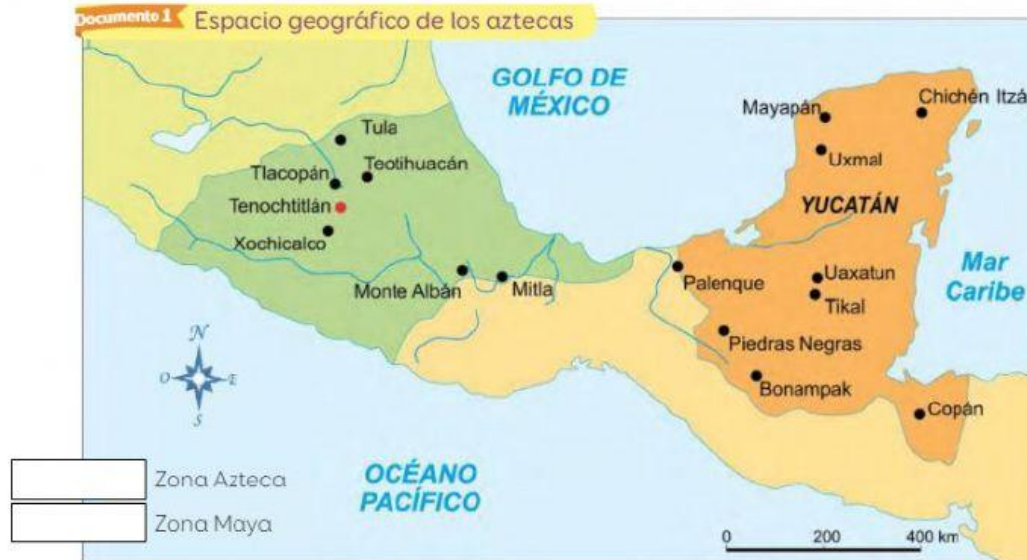 Documento 1 Espacio geográfico de los aztecas
GOLFO DE
MÉXICO
Mayapán
Chichén Itzá
Tula
Uxmal
Tlacopán
Teotihuacán
Tenochtitlán
YUCATÁN
Xochicalco
Mar
Caribe
Palenque
Uaxatun
Monte Albán
Mitla
Tikal
Piedras Negras
N
O
E
S
Bonampak
Copán
OCÉANO
PACÍFICO
Zona Azteca
Zona Maya
0 200 400 km